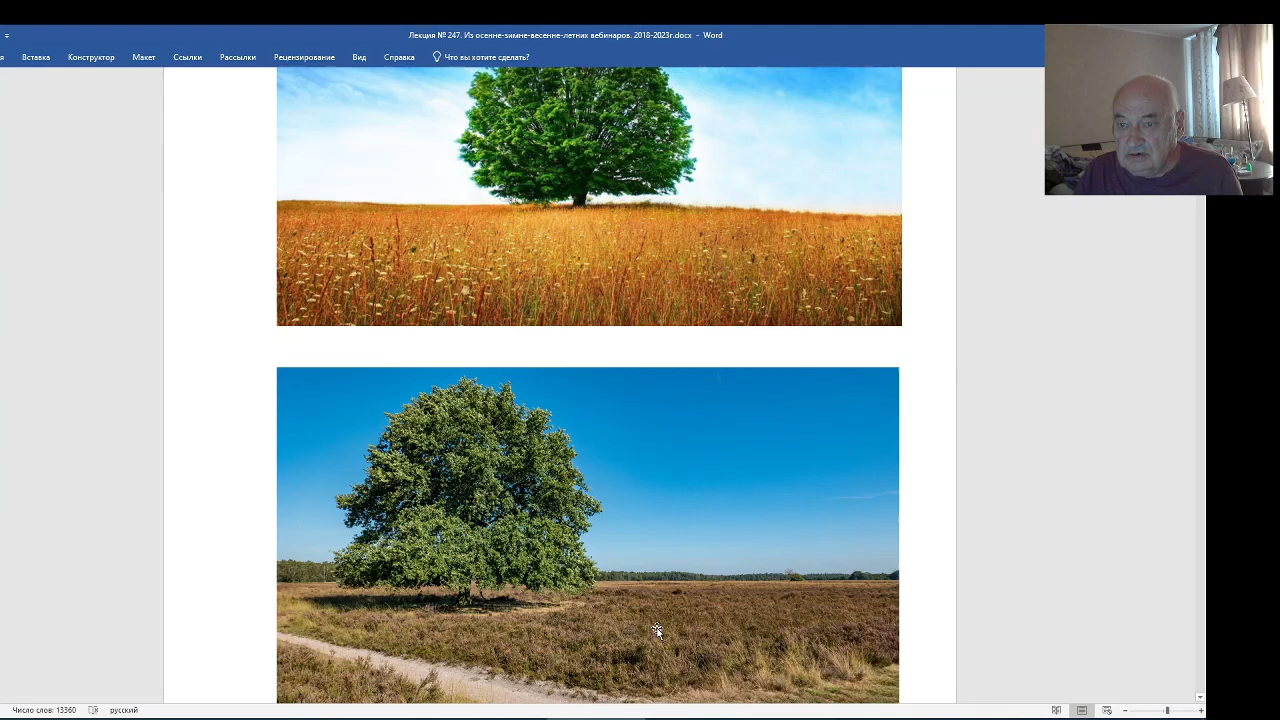 Лекция № 247. Из осенне-зимне-весенне-летних вебинаров. 2018-2023г.docx - Word
я Вставка Конструктор Макет Ссылки Рассылки Рецензирование Вид Справка Что вы хотите сделать?
Число слов: 13360 русский